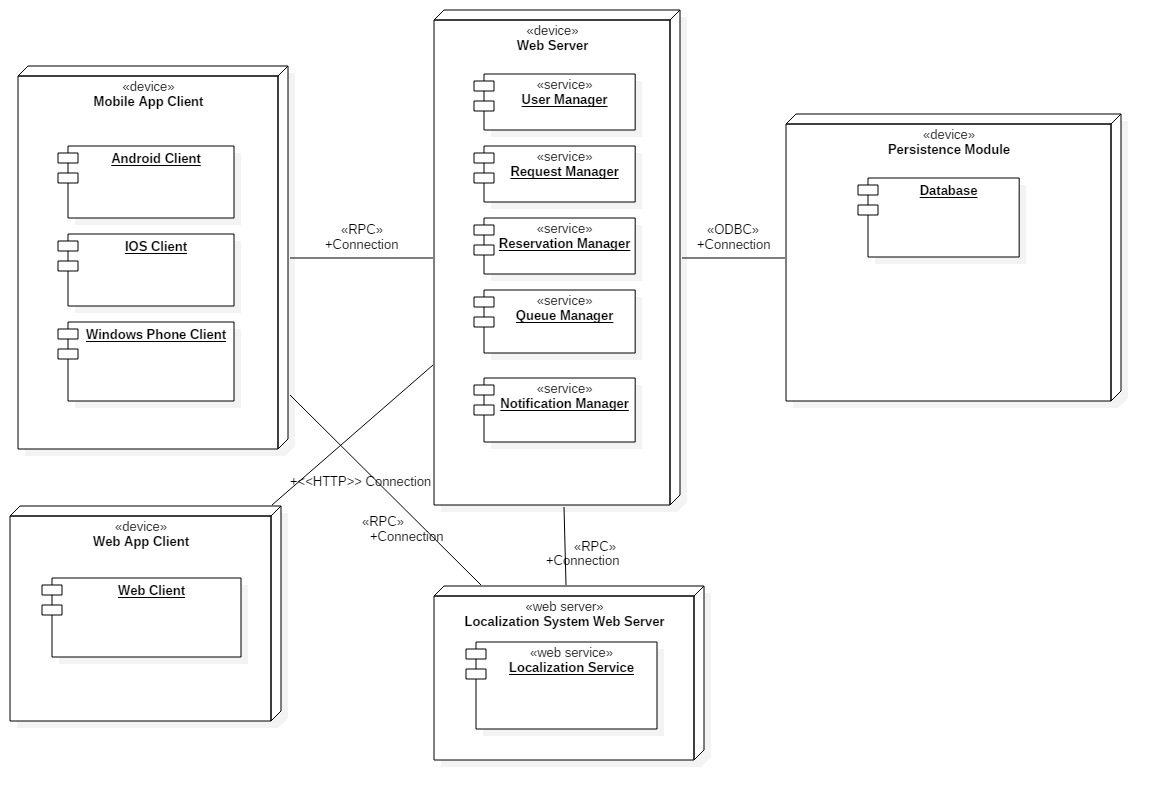 «device»
Mobile App Client
Android Client
IOS Client
Windows Phone Client
«RPC»
+Connection
«device»
Web Server
«service»
User Manager
«service»
Request Manager
«service»
Reservation Manager
«service»
Queue Manager
«service»
Notification Manager
«ODBC»
+Connection
«device»
Persistence Module
Database
+<<HTTP>> Connection
«RPC»
+Connection
«RPC»
+Connection
«device»
Web App Client
Web Client
«web server»
Localization System Web Server
«web service»
Localization Service